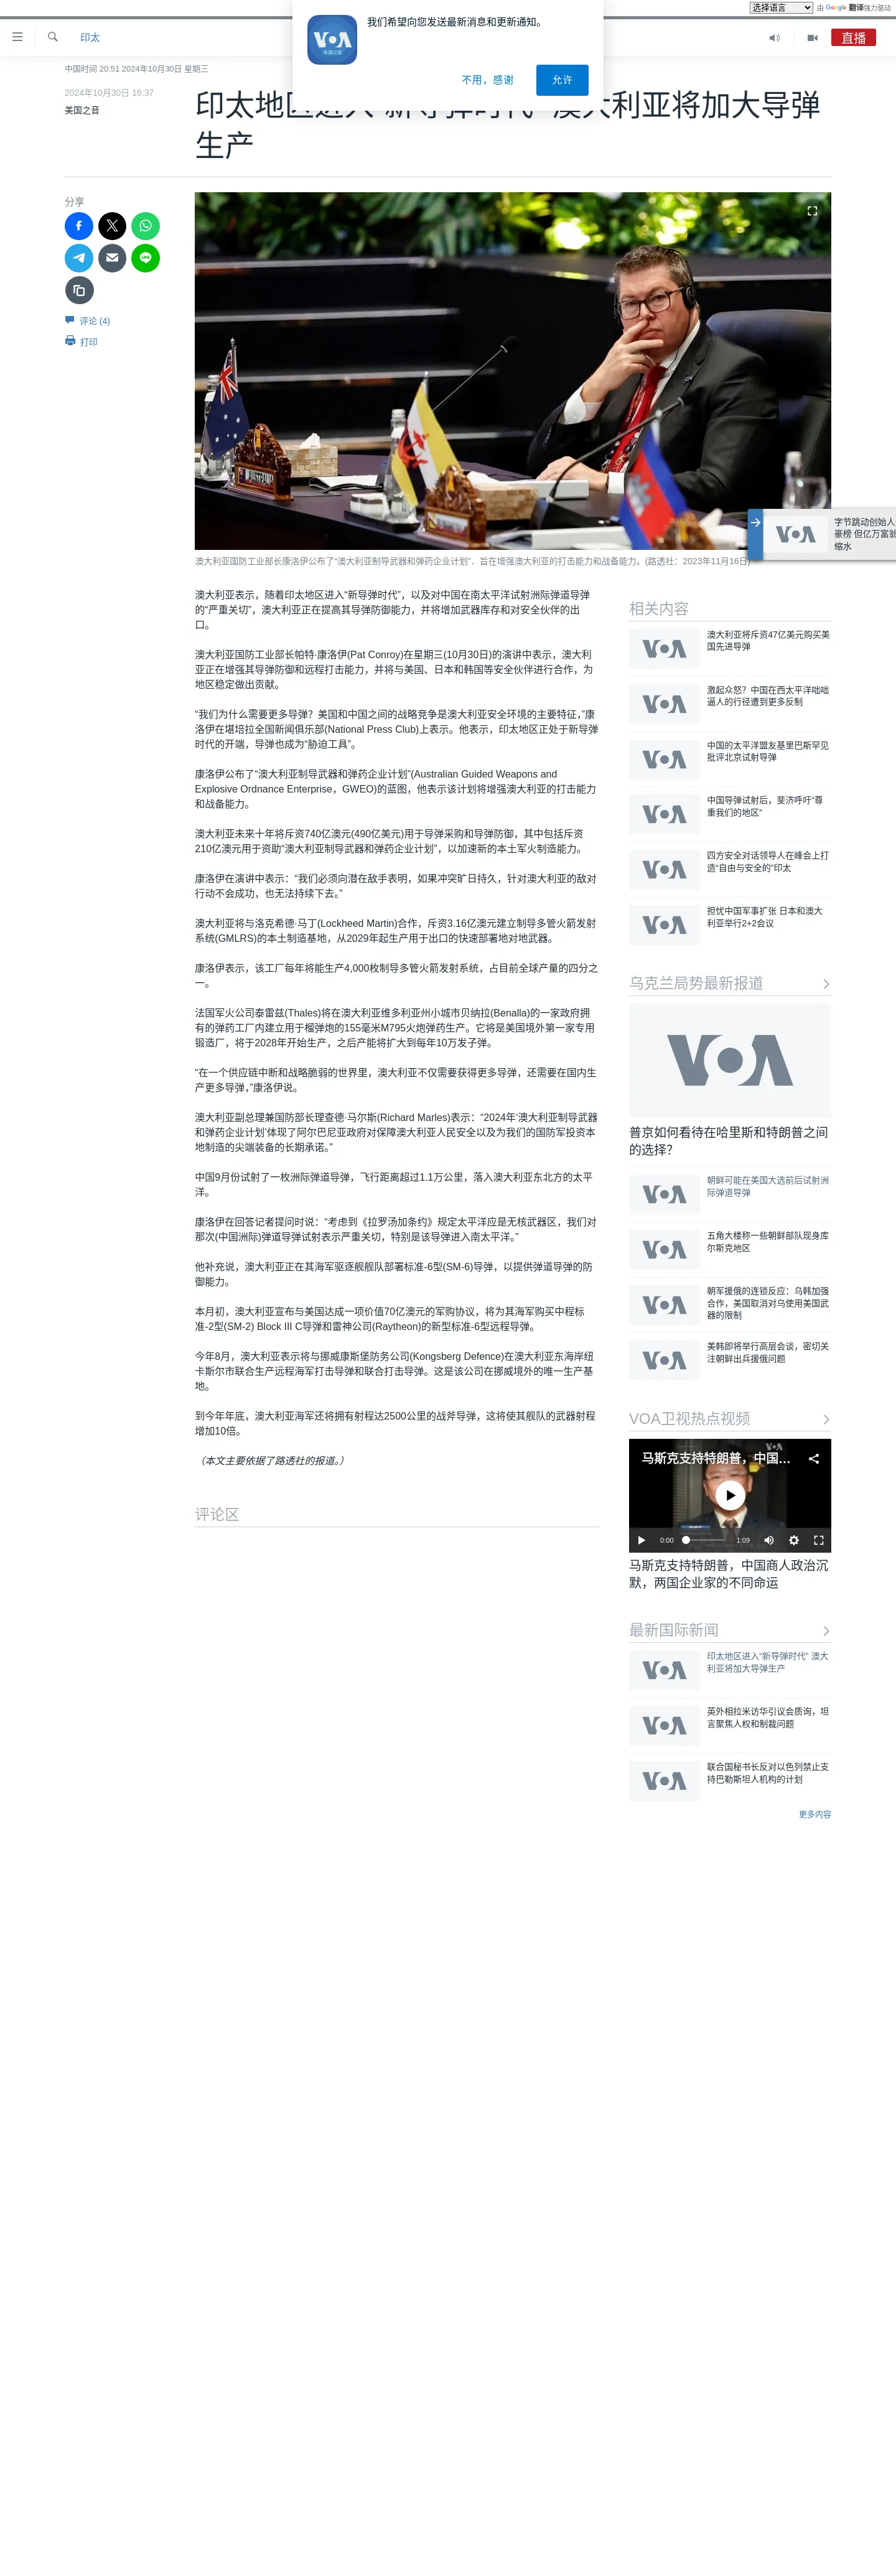 选择语言
由 Google 翻译强力驱动
我们希望向您发送最新消息和更新通知。
VOA
美国之音
不用，感谢
允许
印太
直播
中国时间 20:51 2024年10月30日 星期三
2024年10月30日 16:37
美国之音
印太地区进入“新导弹时代” 澳大利亚将加大导弹
生产
分享
评论 (4)
打印
字节跳动创始人
豪榜 但亿万富翁
缩水
澳大利亚国防工业部长康洛伊公布了“澳大利亚制导武器和弹药企业计划”．旨在增强澳大利亚的打击能力和战备能力。(路透社：2023年11月16日)
澳大利亚表示，随着印太地区进入“新导弹时代”，以及对中国在南太平洋试射洲际弹道导弹
的“严重关切”，澳大利亚正在提高其导弹防御能力，并将增加武器库存和对安全伙伴的出
口。
澳大利亚国防工业部长帕特·康洛伊(Pat Conroy)在星期三(10月30日)的演讲中表示，澳大利
亚正在增强其导弹防御和远程打击能力，并将与美国、日本和韩国等安全伙伴进行合作，为
地区稳定做出贡献。
“我们为什么需要更多导弹？美国和中国之间的战略竞争是澳大利亚安全环境的主要特征，”康
洛伊在堪培拉全国新闻俱乐部(National Press Club)上表示。他表示，印太地区正处于新导弹
时代的开端，导弹也成为“胁迫工具”。
康洛伊公布了“澳大利亚制导武器和弹药企业计划”(Australian Guided Weapons and
Explosive Ordnance Enterprise，GWEO)的蓝图，他表示该计划将增强澳大利亚的打击能力
和战备能力。
澳大利亚未来十年将斥资740亿澳元(490亿美元)用于导弹采购和导弹防御，其中包括斥资
210亿澳元用于资助“澳大利亚制导武器和弹药企业计划”，以加速新的本土军火制造能力。
康洛伊在演讲中表示：“我们必须向潜在敌手表明，如果冲突旷日持久，针对澳大利亚的敌对
行动不会成功，也无法持续下去。”
澳大利亚将与洛克希德·马丁(Lockheed Martin)合作，斥资3.16亿澳元建立制导多管火箭发射
系统(GMLRS)的本土制造基地，从2029年起生产用于出口的快速部署地对地武器。
康洛伊表示，该工厂每年将能生产4,000枚制导多管火箭发射系统，占目前全球产量的四分之
一。
法国军火公司泰雷兹(Thales)将在澳大利亚维多利亚州小城市贝纳拉(Benalla)的一家政府拥
有的弹药工厂内建立用于榴弹炮的155毫米M795火炮弹药生产。它将是美国境外第一家专用
锻造厂，将于2028年开始生产，之后产能将扩大到每年10万发子弹。
“在一个供应链中断和战略脆弱的世界里，澳大利亚不仅需要获得更多导弹，还需要在国内生
产更多导弹，”康洛伊说。
澳大利亚副总理兼国防部长理查德·马尔斯(Richard Marles)表示：“2024年‘澳大利亚制导武器
和弹药企业计划’体现了阿尔巴尼亚政府对保障澳大利亚人民安全以及为我们的国防军投资本
地制造的尖端装备的长期承诺。”
中国9月份试射了一枚洲际弹道导弹，飞行距离超过1.1万公里，落入澳大利亚东北方的太平
洋。
康洛伊在回答记者提问时说：“考虑到《拉罗汤加条约》规定太平洋应是无核武器区，我们对
那次(中国洲际)弹道导弹试射表示严重关切，特别是该导弹进入南太平洋。”
他补充说，澳大利亚正在其海军驱逐舰舰队部署标准-6型(SM-6)导弹，以提供弹道导弹的防
御能力。
本月初，澳大利亚宣布与美国达成一项价值70亿澳元的军购协议，将为其海军购买中程标
准-2型(SM-2) Block III C导弹和雷神公司(Raytheon)的新型标准-6型远程导弹。
今年8月，澳大利亚表示将与挪威康斯堡防务公司(Kongsberg Defence)在澳大利亚东海岸纽
卡斯尔市联合生产远程海军打击导弹和联合打击导弹。这是该公司在挪威境外的唯一生产基
地。
到今年年底，澳大利亚海军还将拥有射程达2500公里的战斧导弹，这将使其舰队的武器射程
增加10倍。
（本文主要依据了路透社的报道。）
评论区
相关内容
澳大利亚将斥资47亿美元购买美
国先进导弹
激起众怒？中国在西太平洋咄咄
逼人的行径遭到更多反制
中国的太平洋盟友基里巴斯罕见
批评北京试射导弹
中国导弹试射后，斐济呼吁“尊
重我们的地区”
四方安全对话领导人在峰会上打
造“自由与安全的”印太
担忧中国军事扩张 日本和澳大
利亚举行2+2会议
乌克兰局势最新报道
VOA
普京如何看待在哈里斯和特朗普之间
的选择？
朝鲜可能在美国大选前后试射洲
际弹道导弹
五角大楼称一些朝鲜部队现身库
尔斯克地区
朝军援俄的连锁反应：乌韩加强
合作，美国取消对乌使用美国武
器的限制
美韩即将举行高层会谈，密切关
注朝鲜出兵援俄问题
VOA卫视热点视频
马斯克支持特朗普，中国...
0:00
1:09
马斯克支持特朗普，中国商人政治沉
默，两国企业家的不同命运
最新国际新闻
印太地区进入“新导弹时代” 澳大
利亚将加大导弹生产
英外相拉米访华引议会质询，坦
言聚焦人权和制裁问题
联合国秘书长反对以色列禁止支
持巴勒斯坦人机构的计划
更多内容